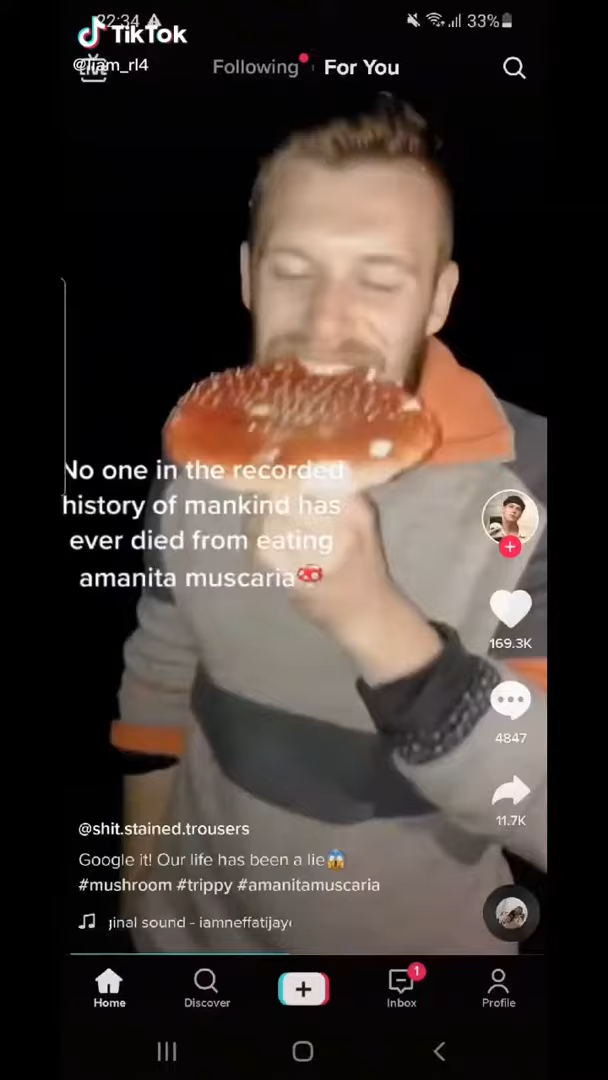 22:34
33%
TikTok
@liam_rl4
LIVE
Following
For You
No one in the recorded
history of mankind has
ever died from eating
amanita muscaria🍄
169.3K
4847
11.7K
@shit.stained.trousers
Google it! Our life has been a lie😱
#mushroom #trippy #amanitamuscaria
ginal sound - iamneffatijay
Home
Discover
1
Inbox
Profile